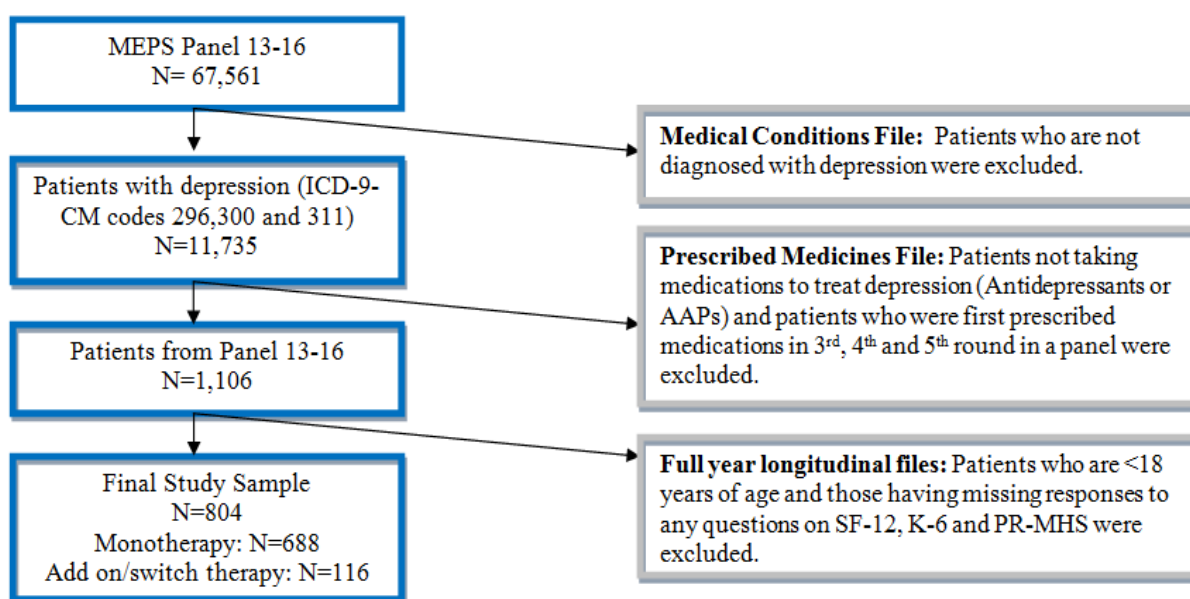 MEPS Panel 13-16
N= 67,561
Medical Conditions File: Patients who are not
diagnosed with depression were excluded.
Patients with depression (ICD-9-
CM codes 296,300 and 311)
N=11,735
Prescribed Medicines File: Patients not taking
medications to treat depression (Antidepressants or
AAPs) and patients who were first prescribed
medications in 3rd, 4th and 5th round in a panel were
excluded.
Patients from Panel 13-16
N=1,106
Full year longitudinal files: Patients who are <18
years of age and those having missing responses to
any questions on SF-12, K-6 and PR-MHS were
excluded.
Final Study Sample
N=804
Monotherapy: N=688
Add on/switch therapy: N=116